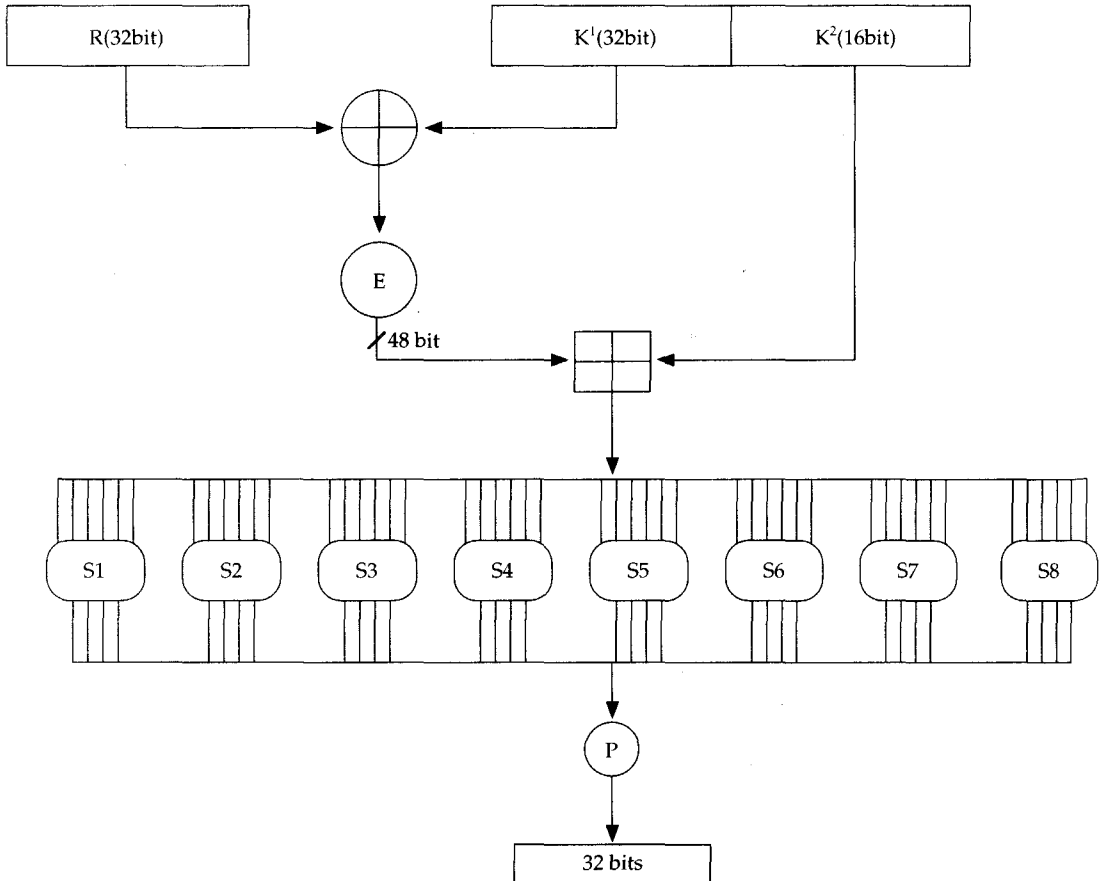 R(32bit)
K¹(32bit)
K²(16bit)
E
48 bit
S1
S2
S3
S4
S5
S6
S7
S8
P
32 bits